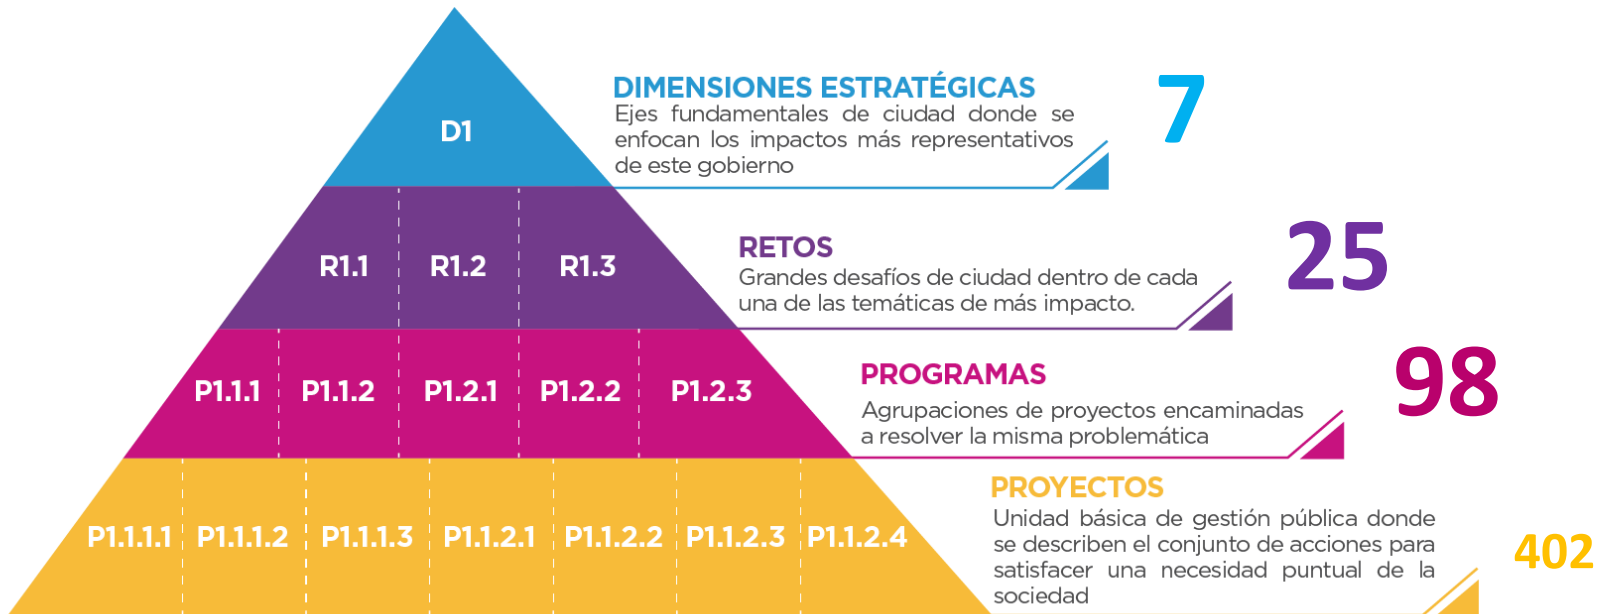 D1
DIMENSIONES ESTRATÉGICAS
Ejes fundamentales de ciudad donde se
enfocan los impactos más representativos
de este gobierno
7
R1.1 R1.2 R1.3
RETOS
Grandes desafíos de ciudad dentro de cada
una de las temáticas de más impacto.
25
P1.1.1 P1.1.2 P1.2.1 P1.2.2 P1.2.3
PROGRAMAS
Agrupaciones de proyectos encaminadas
a resolver la misma problemática
98
P1.1.1.1 P1.1.1.2 P1.1.1.3 P1.1.2.1 P1.1.2.2 P1.1.2.3 P1.1.2.4
PROYECTOS
Unidad básica de gestión pública donde
se describen el conjunto de acciones para
satisfacer una necesidad puntual de la
sociedad
402